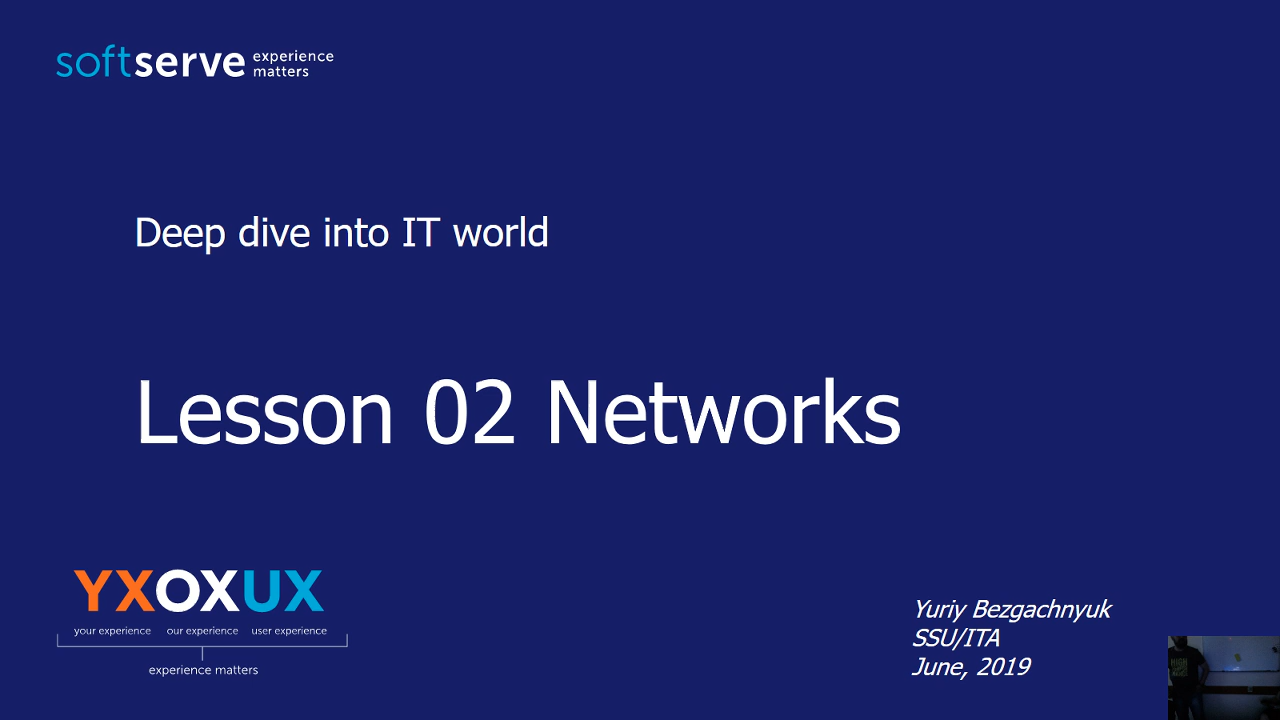 softserve experience
matters
Deep dive into IT world
Lesson 02 Networks
YXOXUX
your experience our experience user experience
experience matters
Yuriy Bezgachnyuk
SSU/ITA
June, 2019